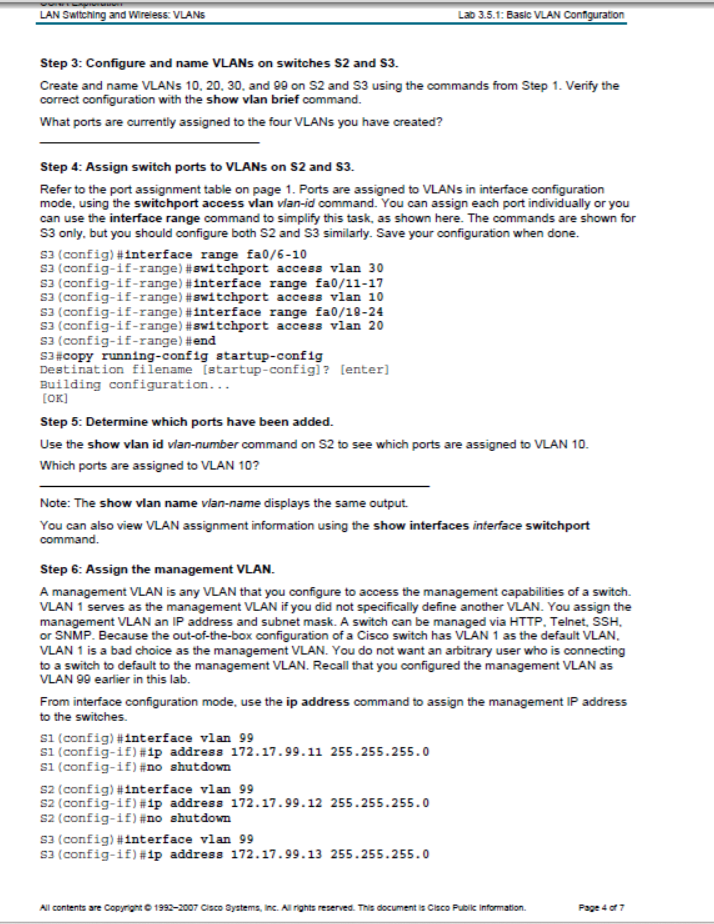 LAN Switching and Wireless: VLANs Lab 3.5.1: Basic VLAN Configuration
Step 3: Configure and name VLANs on switches S2 and S3.
Create and name VLANs 10, 20, 30, and 99 on S2 and S3 using the commands from Step 1. Verify the
correct configuration with the show vlan brief command.
What ports are currently assigned to the four VLANs you have created?
Step 4: Assign switch ports to VLANs on S2 and S3.
Refer to the port assignment table on page 1. Ports are assigned to VLANs in interface configuration
mode, using the switchport access vlan vlan-id command. You can assign each port individually or you
can use the interface range command to simplify this task, as shown here. The commands are shown for
S3 only, but you should configure both S2 and S3 similarly. Save your configuration when done.
S3(config)#interface range fa0/6-10
S3(config-if-range)#switchport access vlan 30
S3(config-if-range)#interface range fa0/11-17
S3(config-if-range)#switchport access vlan 10
S3(config-if-range)#interface range fa0/18-24
S3(config-if-range)#switchport access vlan 20
S3(config-if-range)#end
S3#copy running-config startup-config
Destination filename [startup-config]? [enter]
Building configuration...
[OK]
Step 5: Determine which ports have been added.
Use the show vlan id vlan-number command on S2 to see which ports are assigned to VLAN 10.
Which ports are assigned to VLAN 10?
Note: The show vlan name vlan-name displays the same output.
You can also view VLAN assignment information using the show interfaces interface switchport
command.
Step 6: Assign the management VLAN.
A management VLAN is any VLAN that you configure to access the management capabilities of a switch.
VLAN 1 serves as the management VLAN if you did not specifically define another VLAN. You assign the
management VLAN an IP address and subnet mask. A switch can be managed via HTTP, Telnet, SSH,
or SNMP. Because the out-of-the-box configuration of a Cisco switch has VLAN 1 as the default VLAN,
VLAN 1 is a bad choice as the management VLAN. You do not want an arbitrary user who is connecting
to a switch to default to the management VLAN. Recall that you configured the management VLAN as
VLAN 99 earlier in this lab.
From interface configuration mode, use the ip address command to assign the management IP address
to the switches.
S1(config)#interface vlan 99
S1(config-if)#ip address 172.17.99.11 255.255.255.0
S1(config-if)#no shutdown
S2(config)#interface vlan 99
S2(config-if)#ip address 172.17.99.12 255.255.255.0
S2(config-if)#no shutdown
S3(config)#interface vlan 99
S3(config-if)#ip address 172.17.99.13 255.255.255.0
All contents are Copyright © 1992–2007 Cisco Systems, Inc. All rights reserved. This document is Cisco Public Information. Page 4 of 7